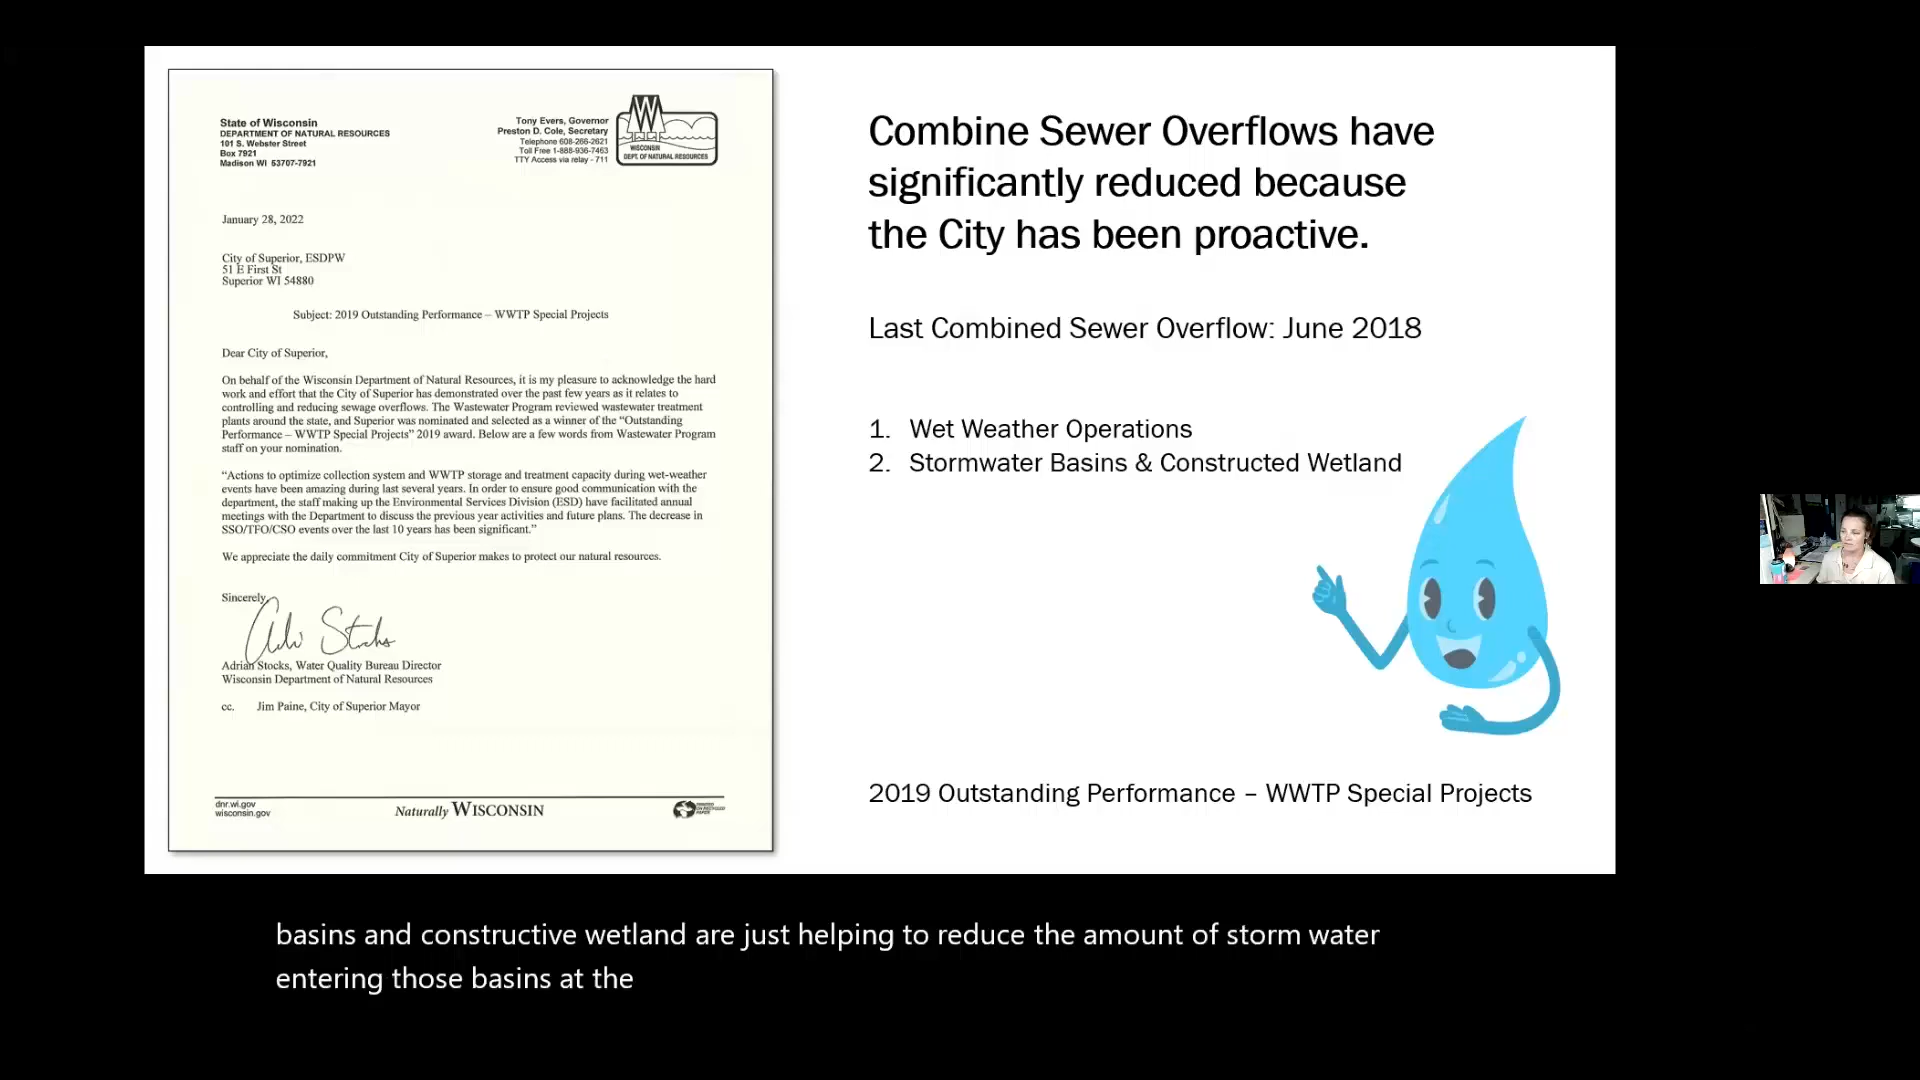 State of Wisconsin
DEPARTMENT OF NATURAL RESOURCES
101 S. Webster Street
Box 7921
Madison WI 53707-7921
Tony Evers, Governor
Preston D. Cole, Secretary
Telephone 608-266-2621
Toll Free 1-888-936-7463
TTY Access via relay - 711
WISCONSIN
DEPT. OF NATURAL RESOURCES
January 28, 2022
City of Superior, ESDPW
51 E First St
Superior WI 54880
Subject: 2019 Outstanding Performance – WWTP Special Projects
Dear City of Superior,
On behalf of the Wisconsin Department of Natural Resources, it is my pleasure to acknowledge the hard
work and effort that the City of Superior has demonstrated over the past few years as it relates to
controlling and reducing sewage overflows. The Wastewater Program reviewed wastewater treatment
plants around the state, and Superior was nominated and selected as a winner of the “Outstanding
Performance – WWTP Special Projects” 2019 award. Below are a few words from Wastewater Program
staff on your nomination.
“Actions to optimize collection system and WWTP storage and treatment capacity during wet-weather
events have been amazing during last several years. In order to ensure good communication with the
department, the staff making up the Environmental Services Division (ESD) have facilitated annual
meetings with the Department to discuss the previous year activities and future plans. The decrease in
SSO/TFO/CSO events over the last 10 years has been significant.”
We appreciate the daily commitment City of Superior makes to protect our natural resources.
Sincerely,
Adrian Stocks, Water Quality Bureau Director
Wisconsin Department of Natural Resources
cc. Jim Paine, City of Superior Mayor
dnr.wi.gov
wisconsin.gov
Naturally WISCONSIN
Combine Sewer Overflows have
significantly reduced because
the City has been proactive.
Last Combined Sewer Overflow: June 2018
1. Wet Weather Operations
2. Stormwater Basins & Constructed Wetland
2019 Outstanding Performance – WWTP Special Projects
basins and constructive wetland are just helping to reduce the amount of storm water
entering those basins at the